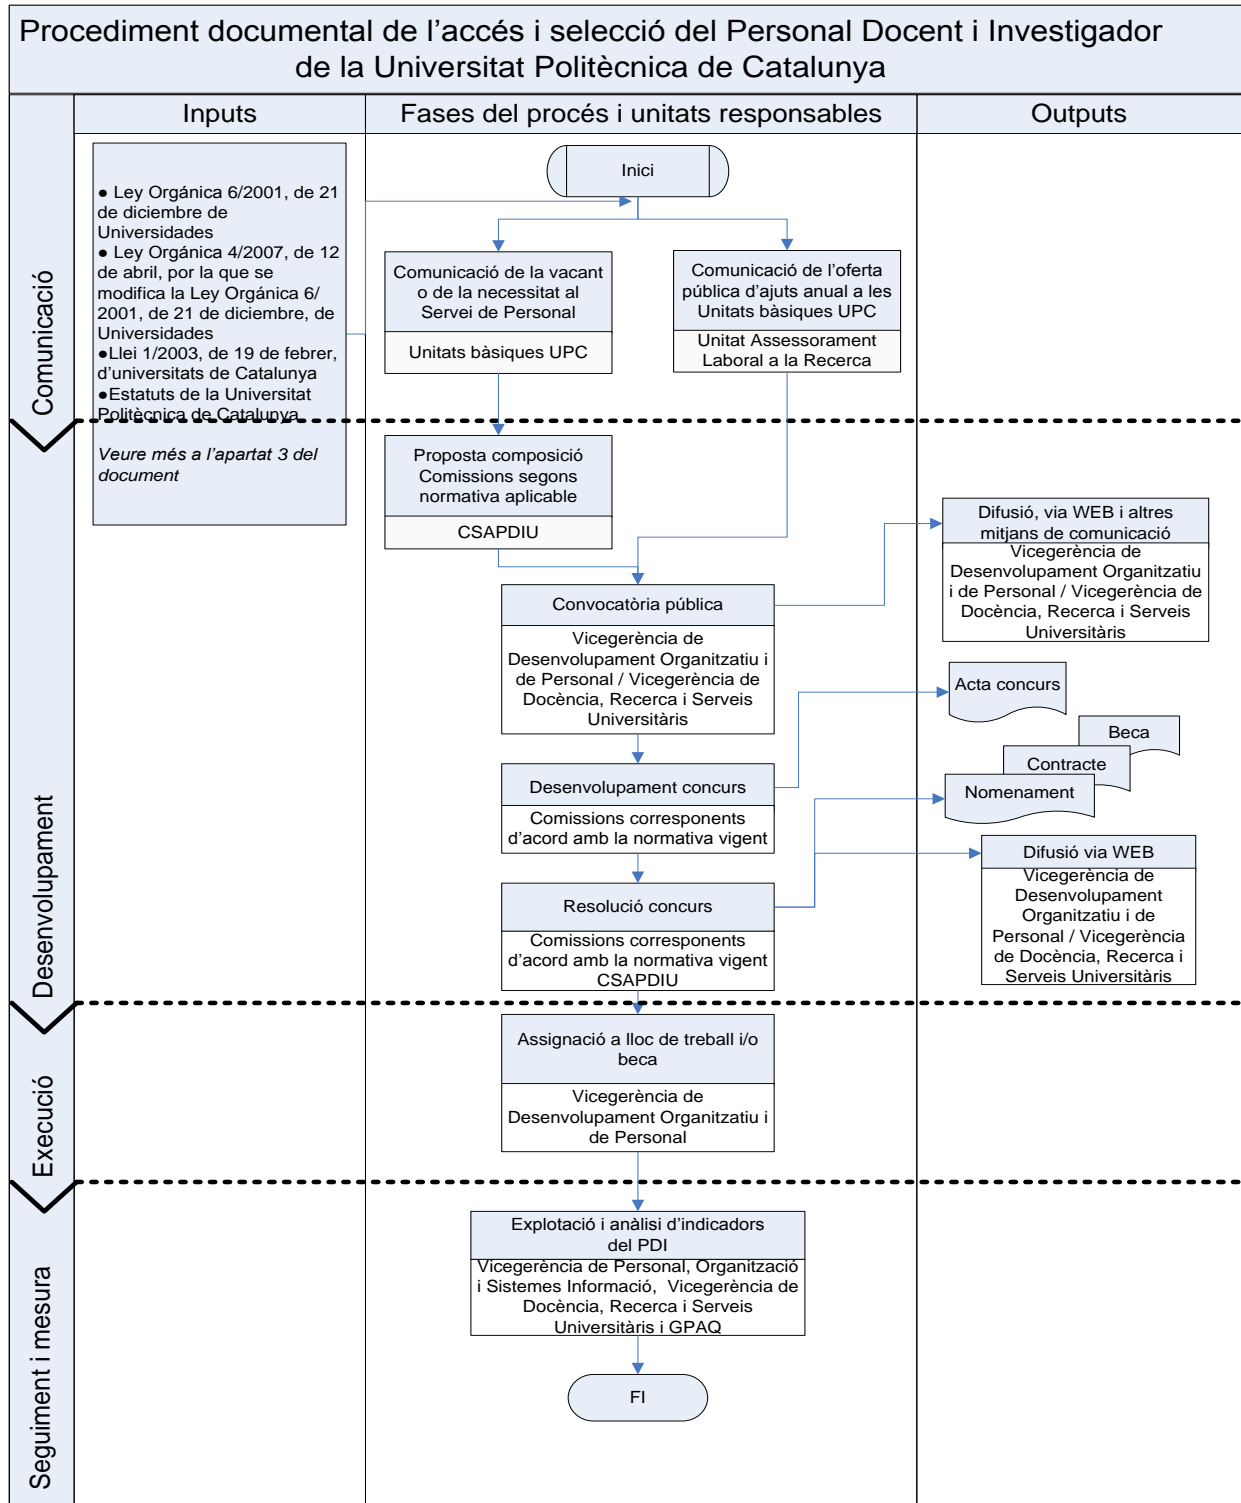 Procediment documental de l'accés i selecció del Personal Docent i Investigador
de la Universitat Politècnica de Catalunya
Inputs
Fases del procés i unitats responsables
Outputs
Comunicació
● Ley Orgánica 6/2001, de 21
de diciembre de
Universidades
● Ley Orgánica 4/2007, de 12
de abril, por la que se
modifica la Ley Orgánica 6/
2001, de 21 de diciembre, de
Universidades
●Llei 1/2003, de 19 de febrer,
d'universitats de Catalunya
●Estatuts de la Universitat
Politècnica de Catalunya
Veure més a l'apartat 3 del
document
Inici
Comunicació de la vacant
o de la necessitat al
Servei de Personal
Unitats bàsiques UPC
Comunicació de l'oferta
pública d'ajuts anual a les
Unitats bàsiques UPC
Unitat Assessorament
Laboral a la Recerca
Desenvolupament
Proposta composició
Comissions segons
normativa aplicable
CSAPDIU
Convocatòria pública
Vicegerència de
Desenvolupament Organitzatiu i
de Personal / Vicegerència de
Docència, Recerca i Serveis
Universitàris
Difusió, via WEB i altres
mitjans de comunicació
Vicegerència de
Desenvolupament Organitzatiu
i de Personal / Vicegerència de
Docència, Recerca i Serveis
Universitàris
Desenvolupament concurs
Comissions corresponents
d'acord amb la normativa vigent
Acta concurs
Beca
Contracte
Nomenament
Resolució concurs
Comissions corresponents
d'acord amb la normativa vigent
CSAPDIU
Difusió via WEB
Vicegerència de
Desenvolupament
Organitzatiu i de
Personal / Vicegerència
de Docència, Recerca i
Serveis Universitàris
Execució
Assignació a lloc de treball i/o
beca
Vicegerència de
Desenvolupament Organitzatiu i
de Personal
Seguiment i mesura
Explotació i anàlisi d'indicadors
del PDI
Vicegerència de Personal, Organització
i Sistemes Informació, Vicegerència de
Docència, Recerca i Serveis
Universitàris i GPAQ
FI